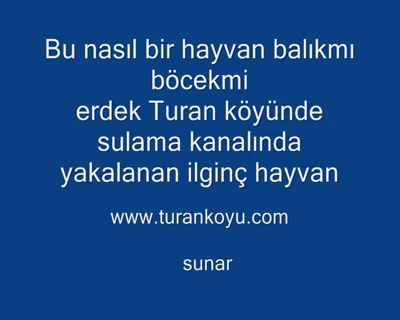 Bu nasıl bir hayvan balıkmı
böcekmi
erdek Turan köyünde
sulama kanalında
yakalanan ilginç hayvan
www.turankoyu.com
sunar